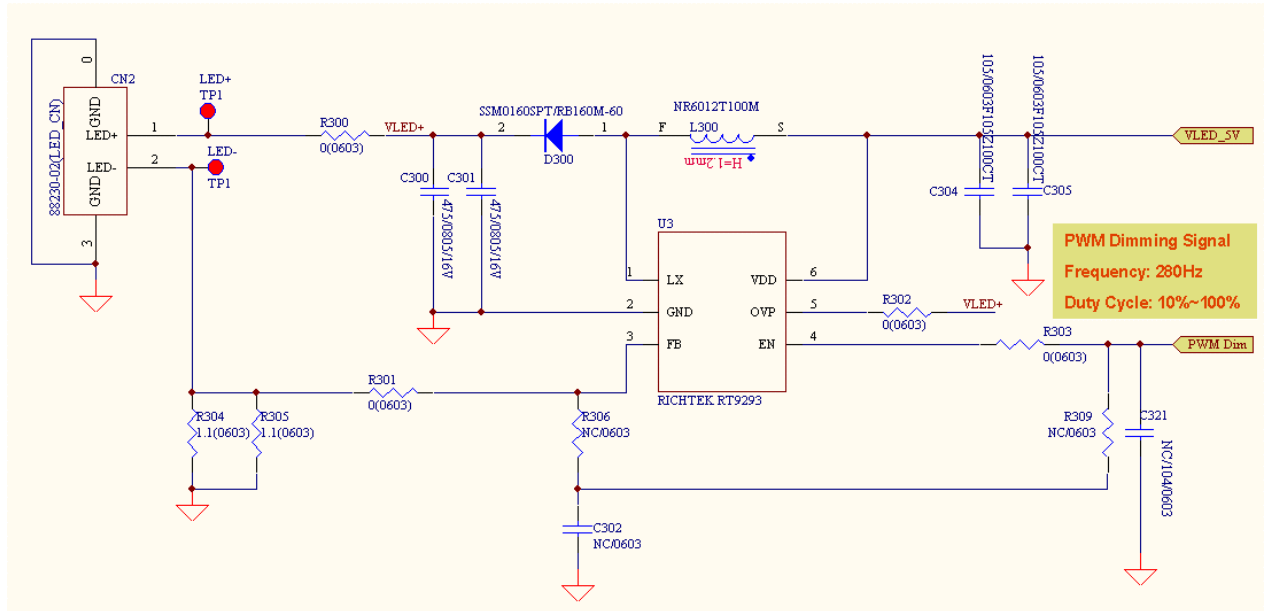 CN2
0
GND
LED+
LED-
GND
3
88230-02(LED_CN)
1
2
LED+
TP1
LED-
TP1
R300
0(0603)
VLED+
C300
475/0805/16V
C301
475/0805/16V
SSM0160SPT/RB160M-60
2
1
D300
NR6012T100M
F
L300
S
H=1.2mm
105/0603F105Z100CT
105/0603F105Z100CT
C304
C305
VLED_5V
U3
1
LX
VDD
6
2
GND
OVP
5
3
FB
EN
4
RICHTEK RT9293
R302
0(0603)
VLED+
PWM Dimming Signal
Frequency: 280Hz
Duty Cycle: 10%~100%
R303
0(0603)
PWM Dim
R301
0(0603)
R304
1.1(0603)
R305
1.1(0603)
R306
NC/0603
R309
NC/0603
C321
NC/104/0603
C302
NC/0603